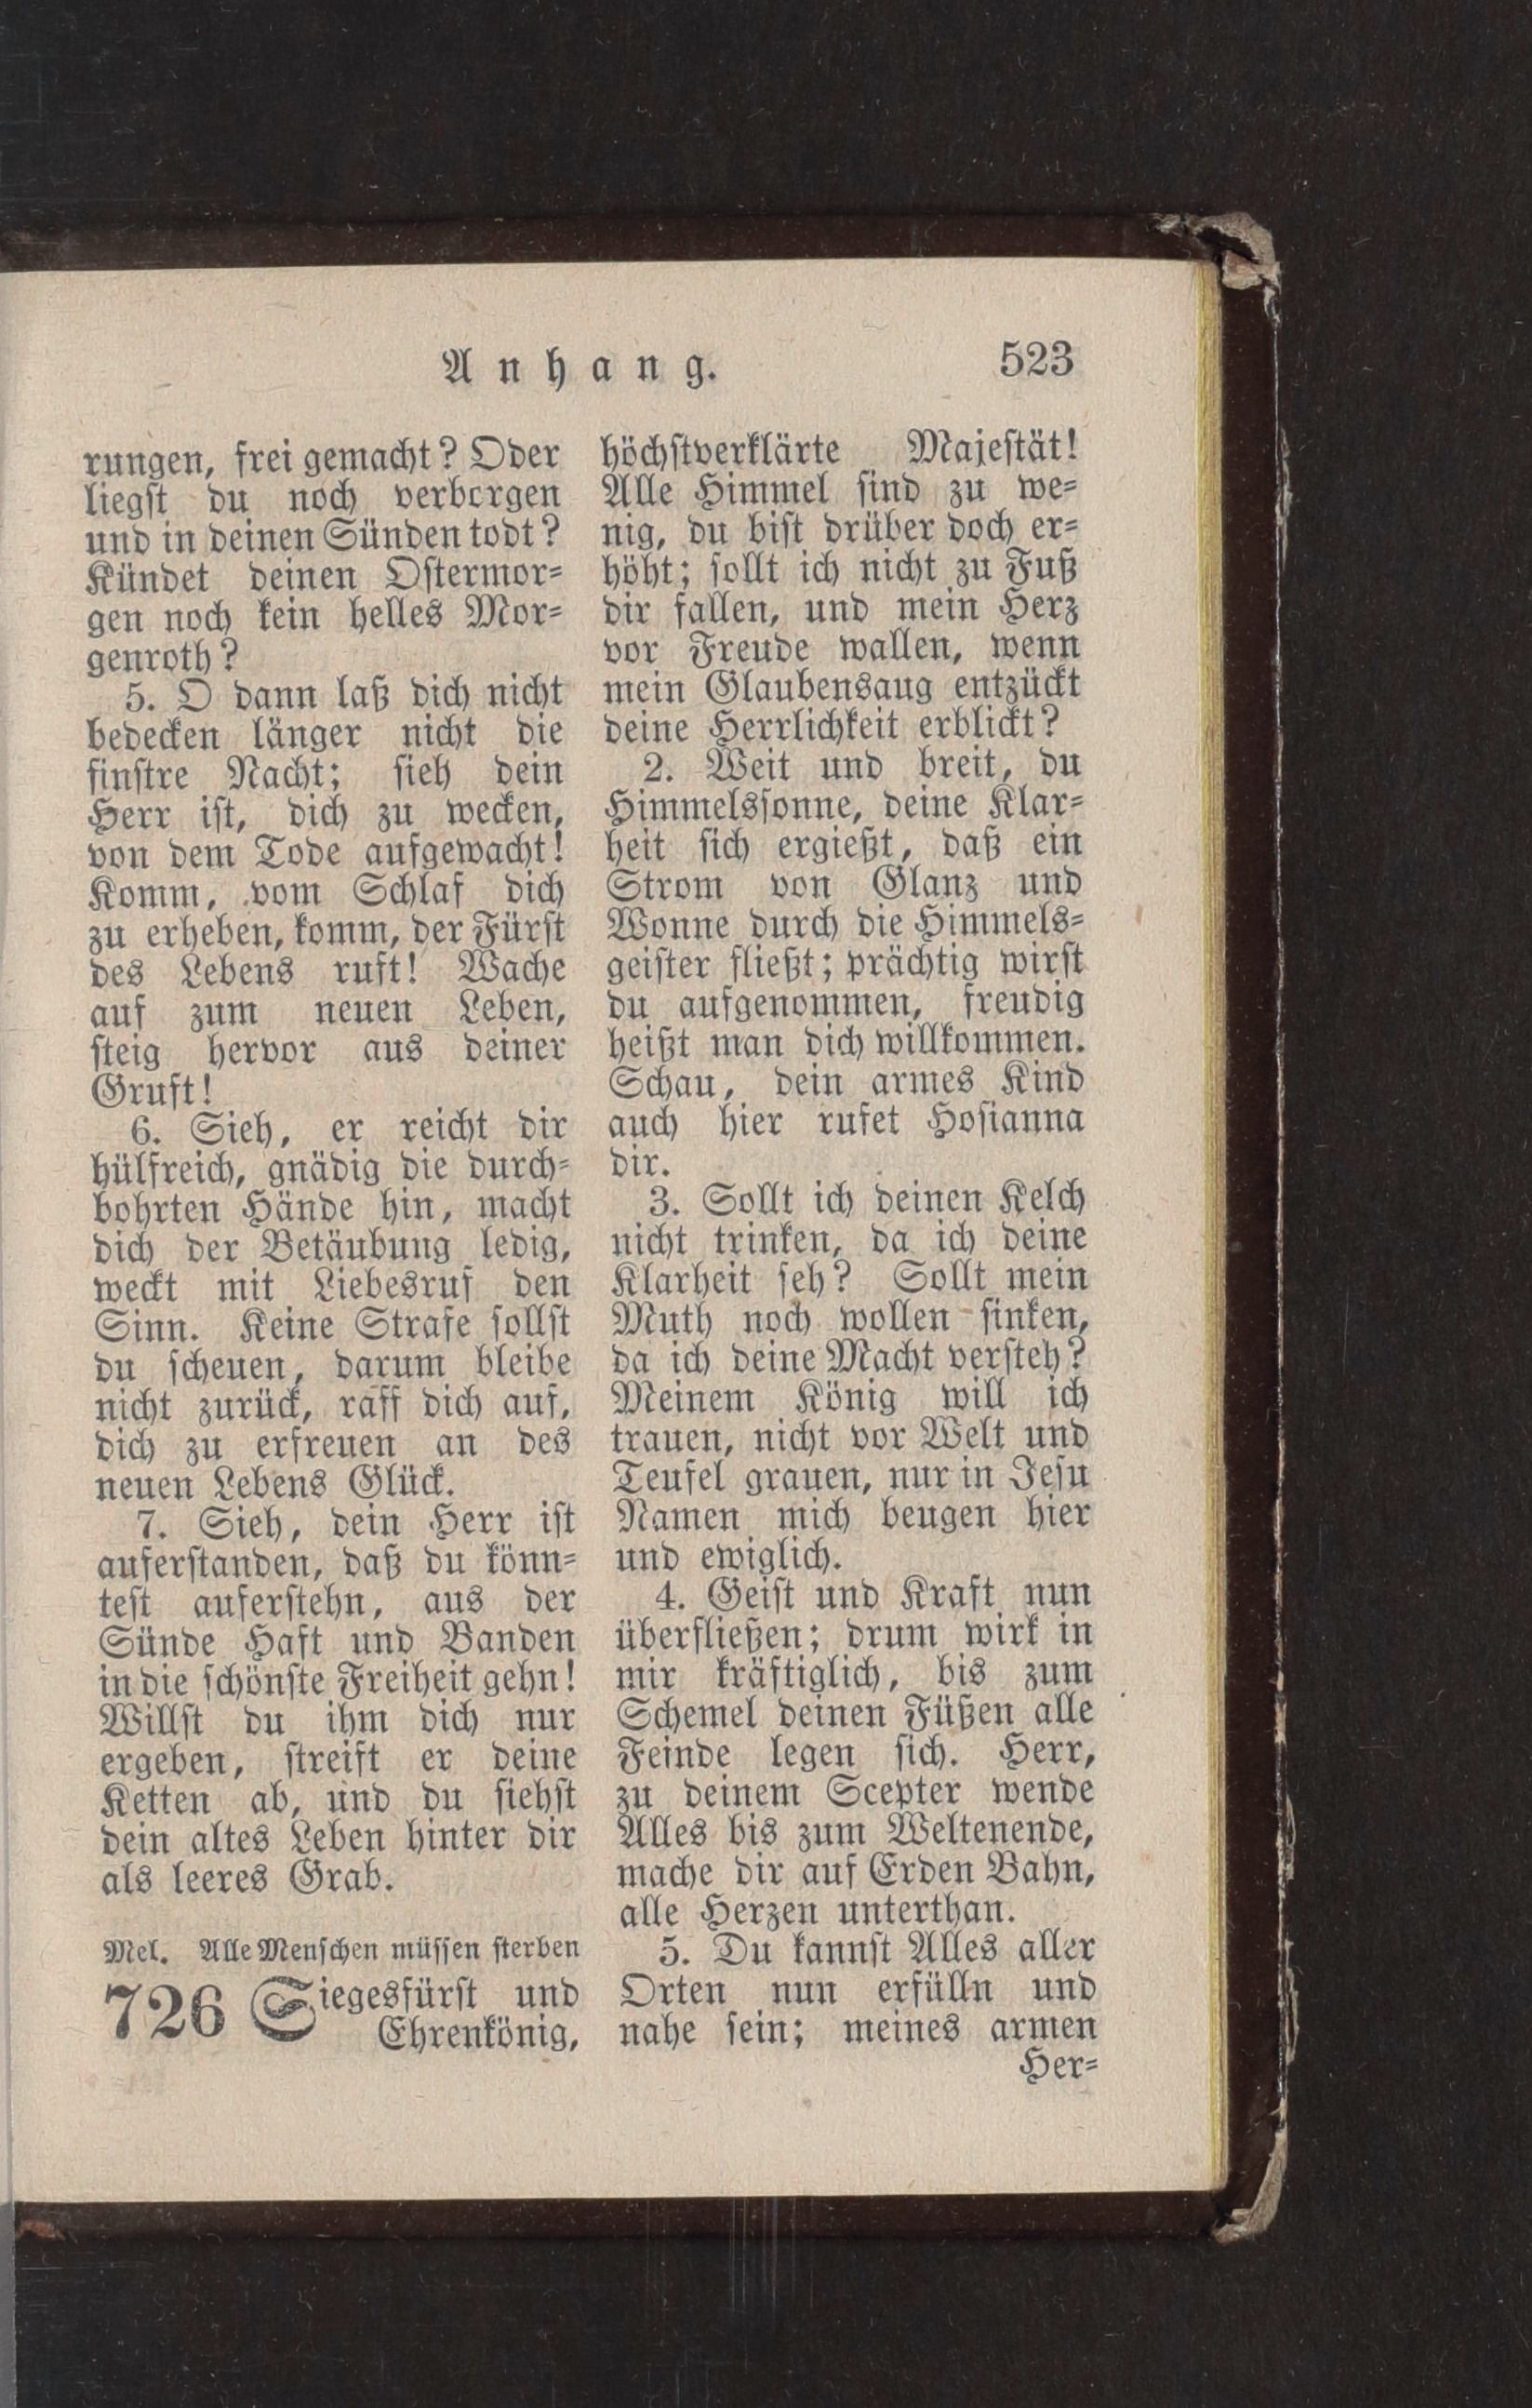 Anhang.
523
rungen, frei gemacht? Oder
liegst du noch verborgen
und in deinen Sünden todt?
Kündet deinen Ostermor=
gen noch kein helles Mor=
genroth?
5. O dann laß dich nicht
bedecken länger nicht die
finstre Nacht; sieh dein
Herr ist, dich zu wecken,
von dem Tode aufgewacht!
Komm, vom Schlaf dich
zu erheben, komm, der Fürst
des Lebens ruft! Wache
auf zum neuen Leben,
steig hervor aus deiner
Gruft!
6. Sieh, er reicht dir
hülfreich, gnädig die durch=
bohrten Hände hin, macht
dich der Betäubung ledig,
weckt mit Liebesruf den
Sinn. Keine Strafe sollst
du scheuen, darum bleibe
nicht zurück, raff dich auf,
dich zu erfreuen an des
neuen Lebens Glück.
7. Sieh, dein Herr ist
auferstanden, daß du könn=
test auferstehn, aus der
Sünde Haft und Banden
in die schönste Freiheit gehn!
Willst du ihm dich nur
ergeben, streift er deine
Ketten ab, und du siehst
dein altes Leben hinter dir
als leeres Grab.
Mel. Alle Menschen müssen sterben
726 Siegesfürst und
Ehrenkönig,
höchstverklärte Majestät!
Alle Himmel sind zu we=
nig, du bist drüber doch er=
höht; sollt ich nicht zu Fuß
dir fallen, und mein Herz
vor Freude wallen, wenn
mein Glaubensaug entzückt
deine Herrlichkeit erblickt?
2. Weit und breit, du
Himmelssonne, deine Klar=
heit sich ergießt, daß ein
Strom von Glanz und
Wonne durch die Himmels=
geister fließt; prächtig wirst
du aufgenommen, freudig
heißt man dich willkommen.
Schau, dein armes Kind
auch hier rufet Hosianna
dir.
3. Sollt ich deinen Kelch
nicht trinken, da ich deine
Klarheit seh? Sollt mein
Muth noch wollen sinken,
da ich deine Macht versteh?
Meinem König will ich
trauen, nicht vor Welt und
Teufel grauen, nur in Jesu
Namen mich beugen hier
und ewiglich.
4. Geist und Kraft nun
überfließen; drum wirk in
mir kräftiglich, bis zum
Schemel deinen Füßen alle
Feinde legen sich. Herr,
zu deinem Scepter wende
Alles bis zum Weltenende,
mache dir auf Erden Bahn,
alle Herzen unterthan.
5. Du kannst Alles aller
Orten nun erfülln und
nahe sein; meines armen
Her=